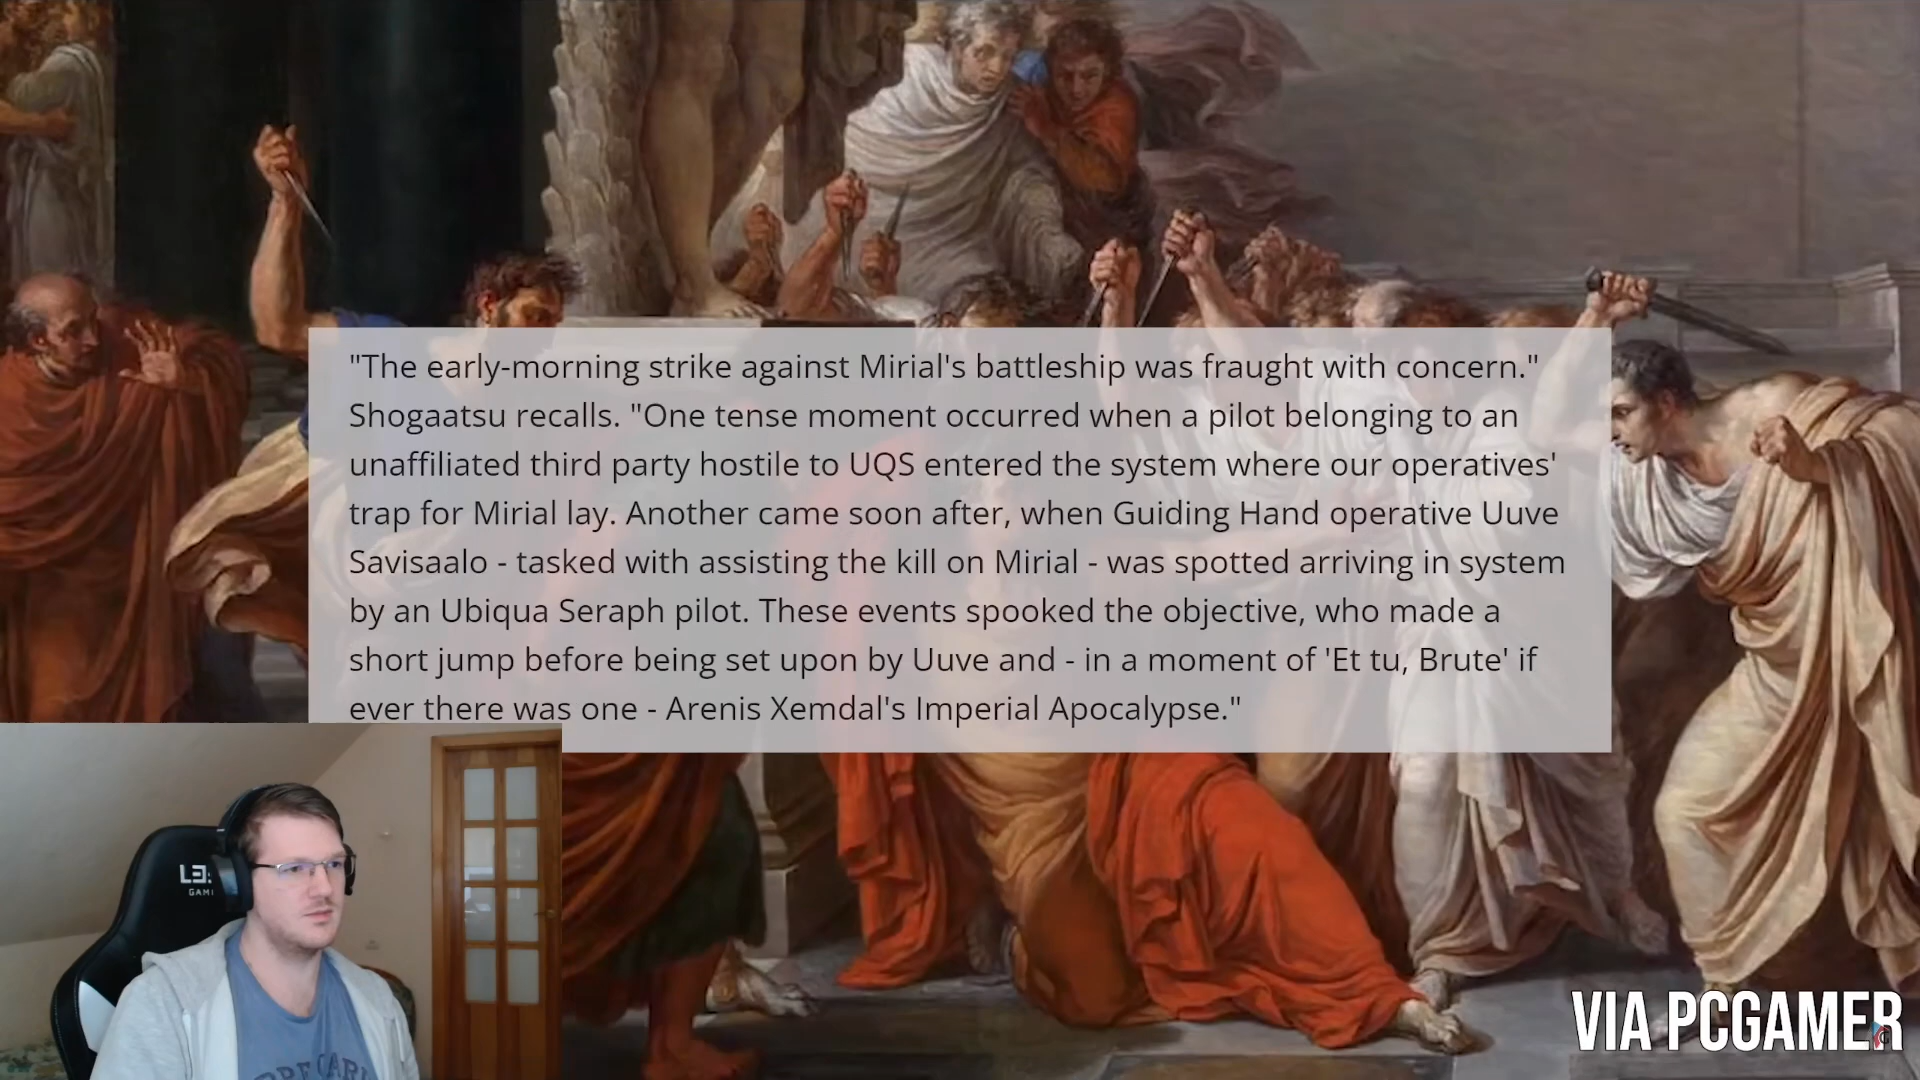 "The early-morning strike against Mirial's battleship was fraught with concern."
Shogaatsu recalls. "One tense moment occurred when a pilot belonging to an
unaffiliated third party hostile to UQS entered the system where our operatives'
trap for Mirial lay. Another came soon after, when Guiding Hand operative Uuve
Savisaalo - tasked with assisting the kill on Mirial - was spotted arriving in system
by an Ubiqua Seraph pilot. These events spooked the objective, who made a
short jump before being set upon by Uuve and - in a moment of 'Et tu, Brute' if
ever there was one - Arenis Xemdal's Imperial Apocalypse."
VIA PCGAMER